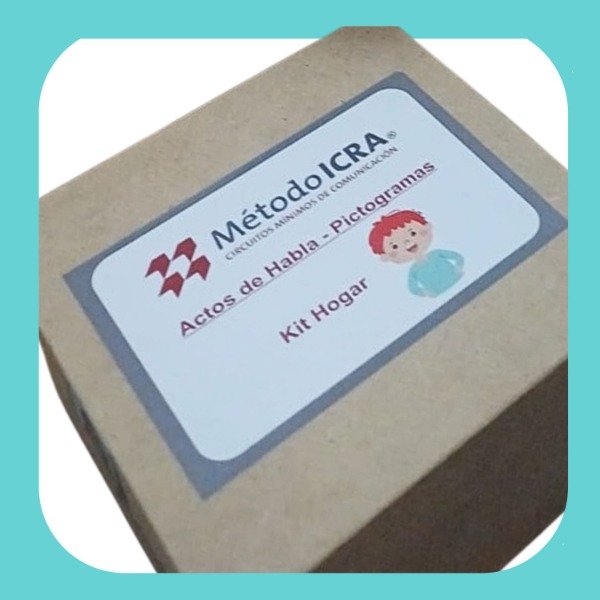 MétodoICRA®
CIRCUITOS MÍNIMOS DE COMUNICACIÓN
Actos de Habla - Pictogramas
Kit Hogar